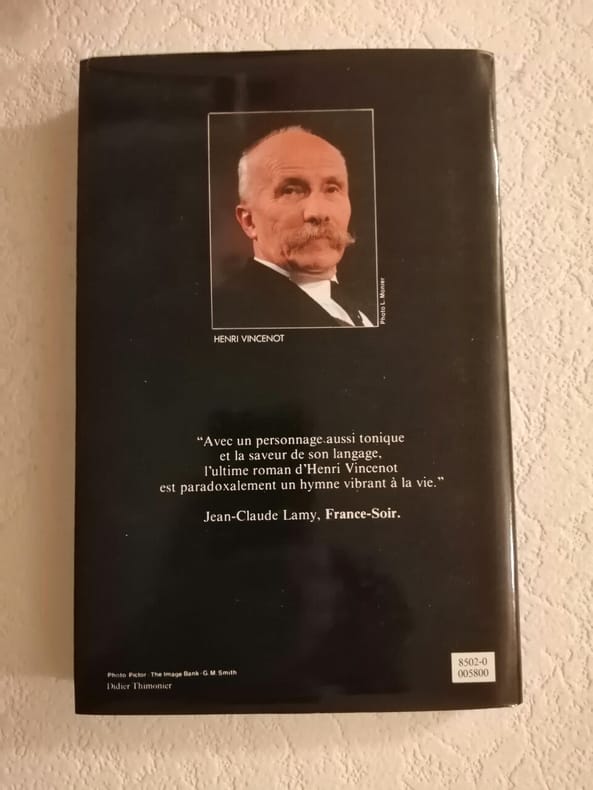 Photo L. Monier
HENRI VINCENOT
“Avec un personnage aussi tonique
et la saveur de son langage,
l'ultime roman d'Henri Vincenot
est paradoxalement un hymne vibrant à la vie.”
Jean-Claude Lamy, France-Soir.
Photo Pictor · The Image Bank · G. M. Smith
Didier Thimonier
8502-0
005800